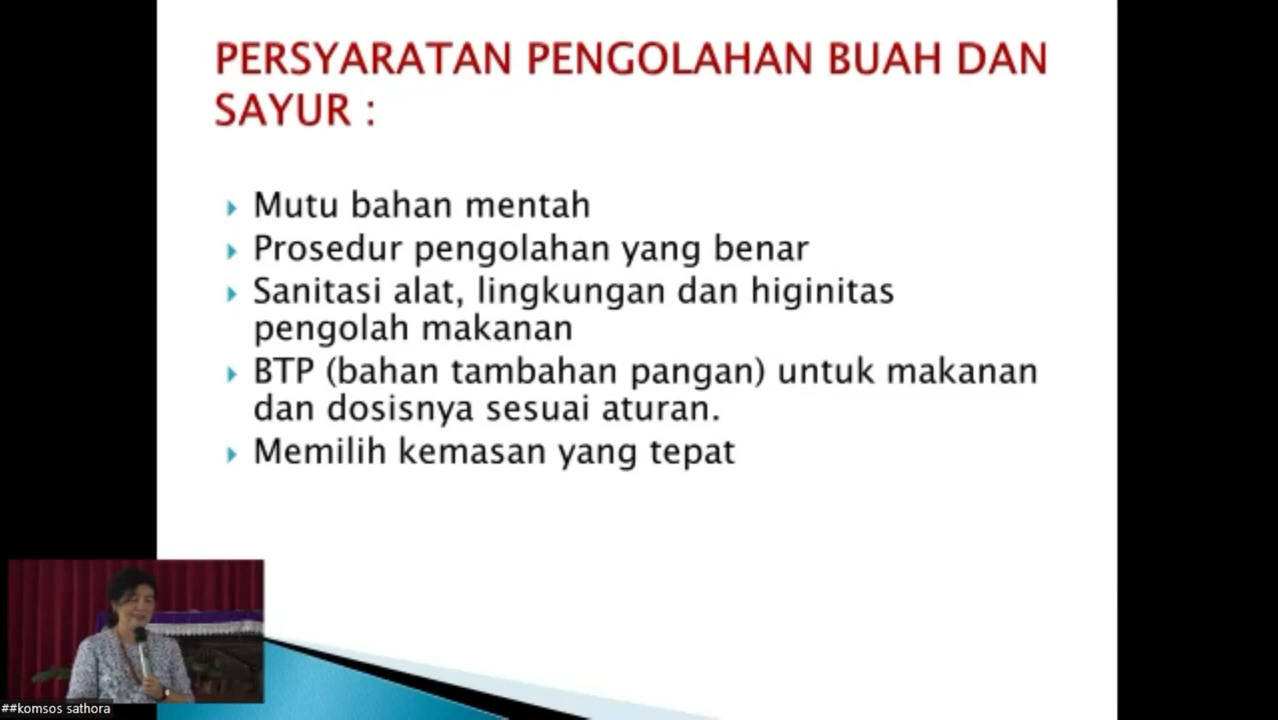 PERSYARATAN PENGOLAHAN BUAH DAN
SAYUR :
Mutu bahan mentah
Prosedur pengolahan yang benar
Sanitasi alat, lingkungan dan higinitas
pengolah makanan
BTP (bahan tambahan pangan) untuk makanan
dan dosisnya sesuai aturan.
Memilih kemasan yang tepat
##komsos sathora